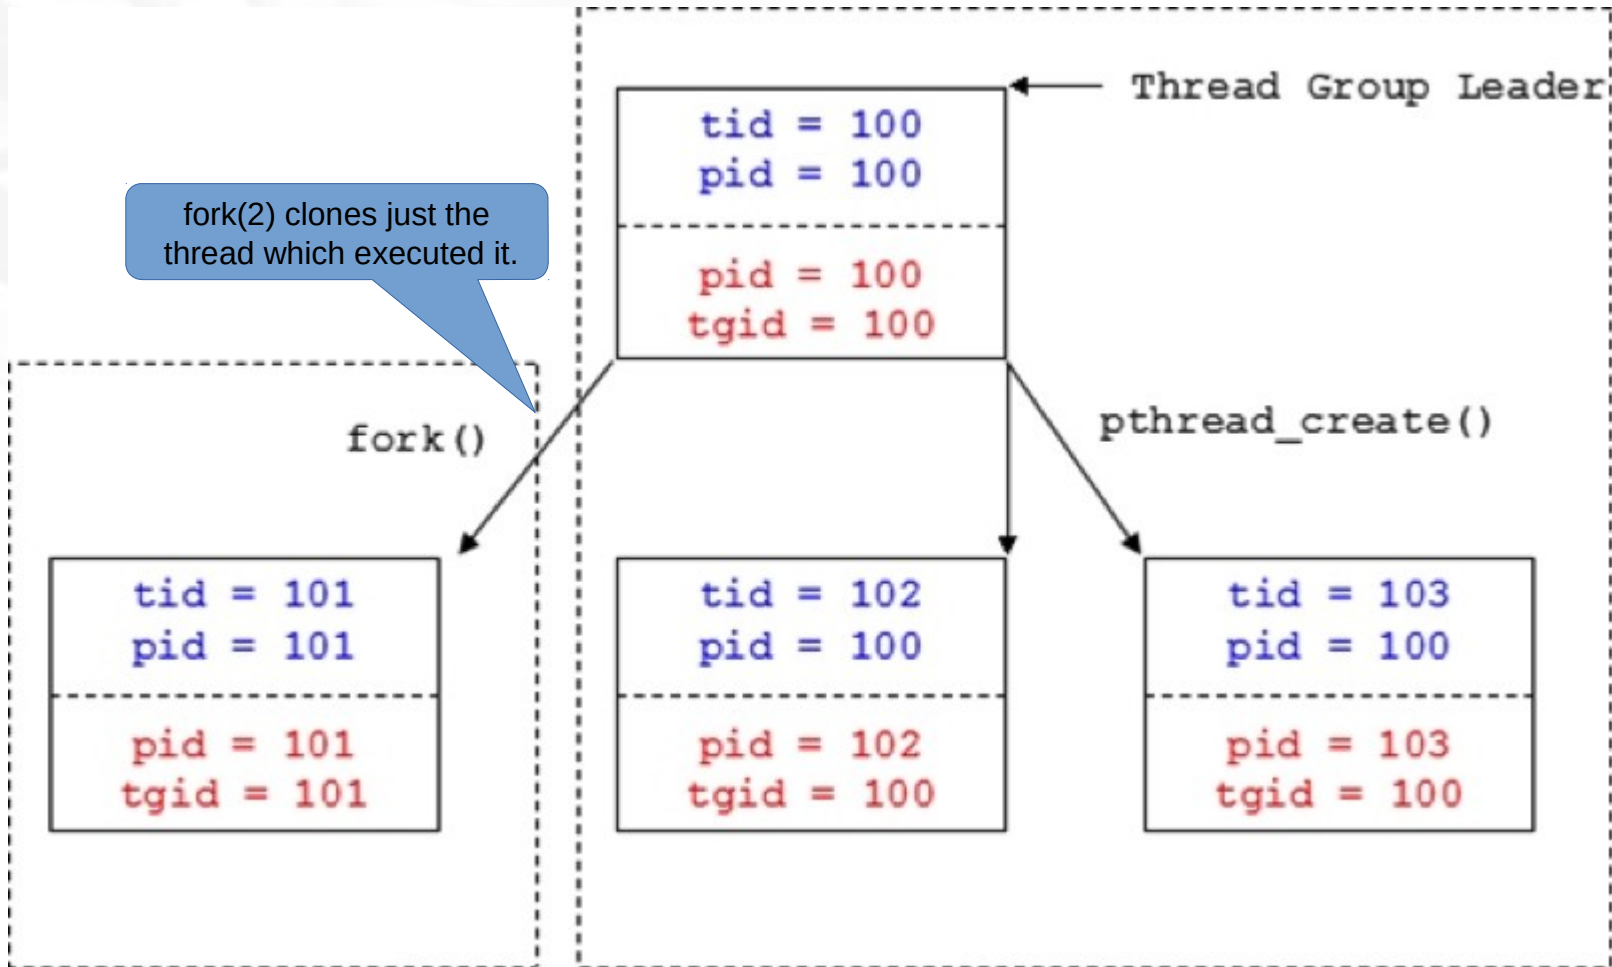 Thread Group Leader
tid = 100
pid = 100
pid = 100
tgid = 100
fork(2) clones just the
thread which executed it.
fork()
pthread_create()
tid = 101
pid = 101
pid = 101
tgid = 101
tid = 102
pid = 100
pid = 102
tgid = 100
tid = 103
pid = 100
pid = 103
tgid = 100